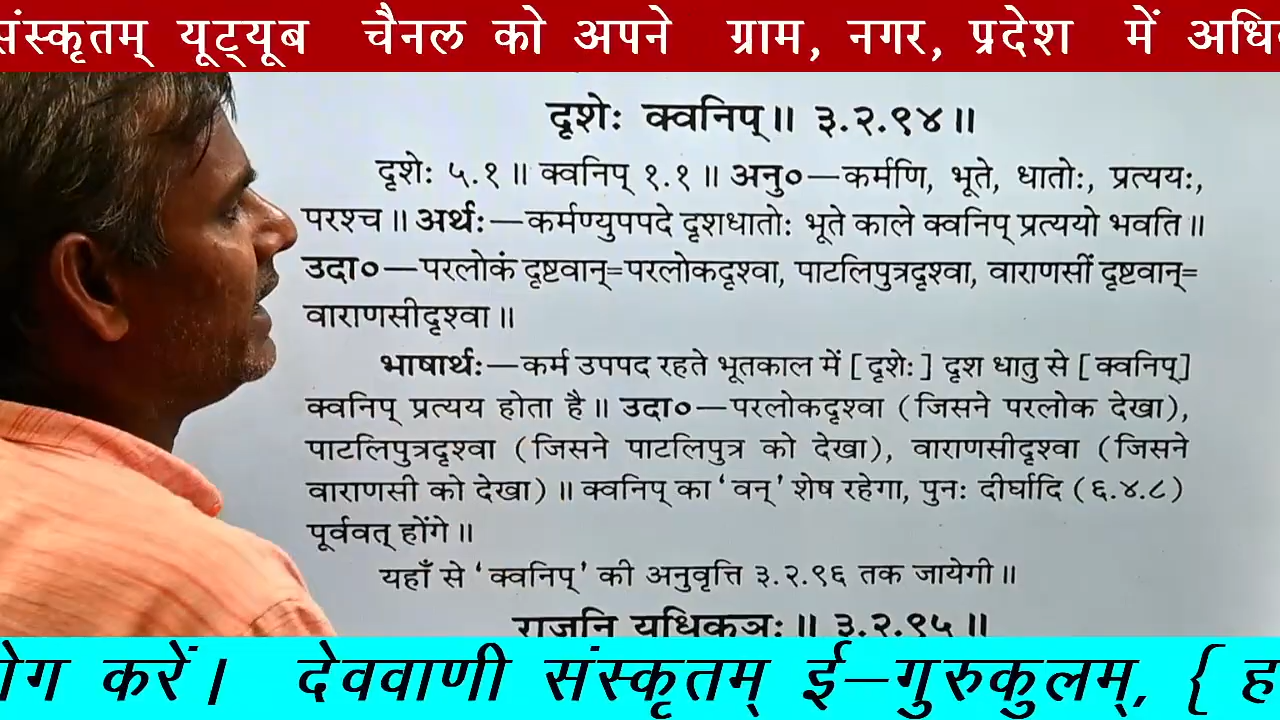 संस्कृतम् यूट्यूब चैनल को अपने ग्राम, नगर, प्रदेश में
दृशेः क्वनिप्॥ ३.२.९४॥
दृशेः ५.१॥ क्वनिप् १.१॥ अनु०—कर्मणि, भूते, धातोः, प्रत्ययः,
परश्च॥ अर्थः—कर्मण्युपपदे दृशधातोः भूते काले क्वनिप् प्रत्ययो भवति॥
उदा०—परलोकं दृष्टवान्=परलोकदृश्वा, पाटलिपुत्रदृश्वा, वाराणसीं दृष्टवान्=
वाराणसीदृश्वा॥
भाषार्थः—कर्म उपपद रहते भूतकाल में [दृशेः] दृश धातु से [क्वनिप्]
क्वनिप् प्रत्यय होता है॥ उदा०—परलोकदृश्वा (जिसने परलोक देखा),
पाटलिपुत्रदृश्वा (जिसने पाटलिपुत्र को देखा), वाराणसीदृश्वा (जिसने
वाराणसी को देखा)॥ क्वनिप् का ‘वन्’ शेष रहेगा, पुनः दीर्घादि (६.४.८)
पूर्ववत् होंगे॥
यहाँ से ‘क्वनिप्’ की अनुवृत्ति ३.२.९६ तक जायेगी॥
राजनि युधिकृञः॥ ३.२.९५॥
करें। देववाणी संस्कृतम् ई–गुरुकुलम्, {